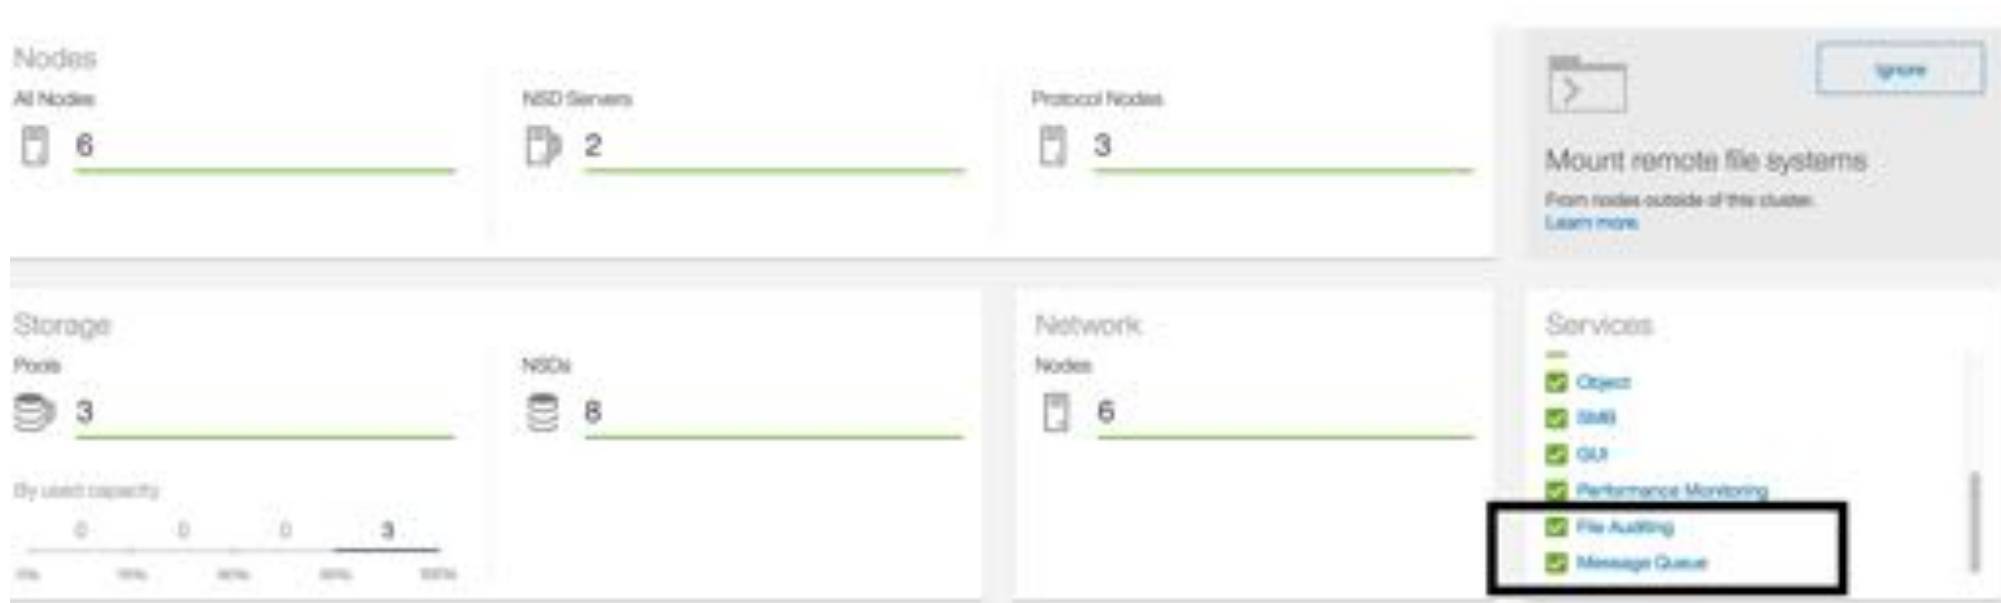 Nodes
All Nodes
6
NSD Servers
2
Protocol Nodes
3
Ignore
Mount remote file systems
From nodes outside of this cluster.
Learn more.
Storage
Pools
3
NSDs
8
By used capacity
0 0 0 3
0% 100%
Network
Nodes
6
Services
Object
SMB
GUI
Performance Monitoring
File Auditing
Message Queue